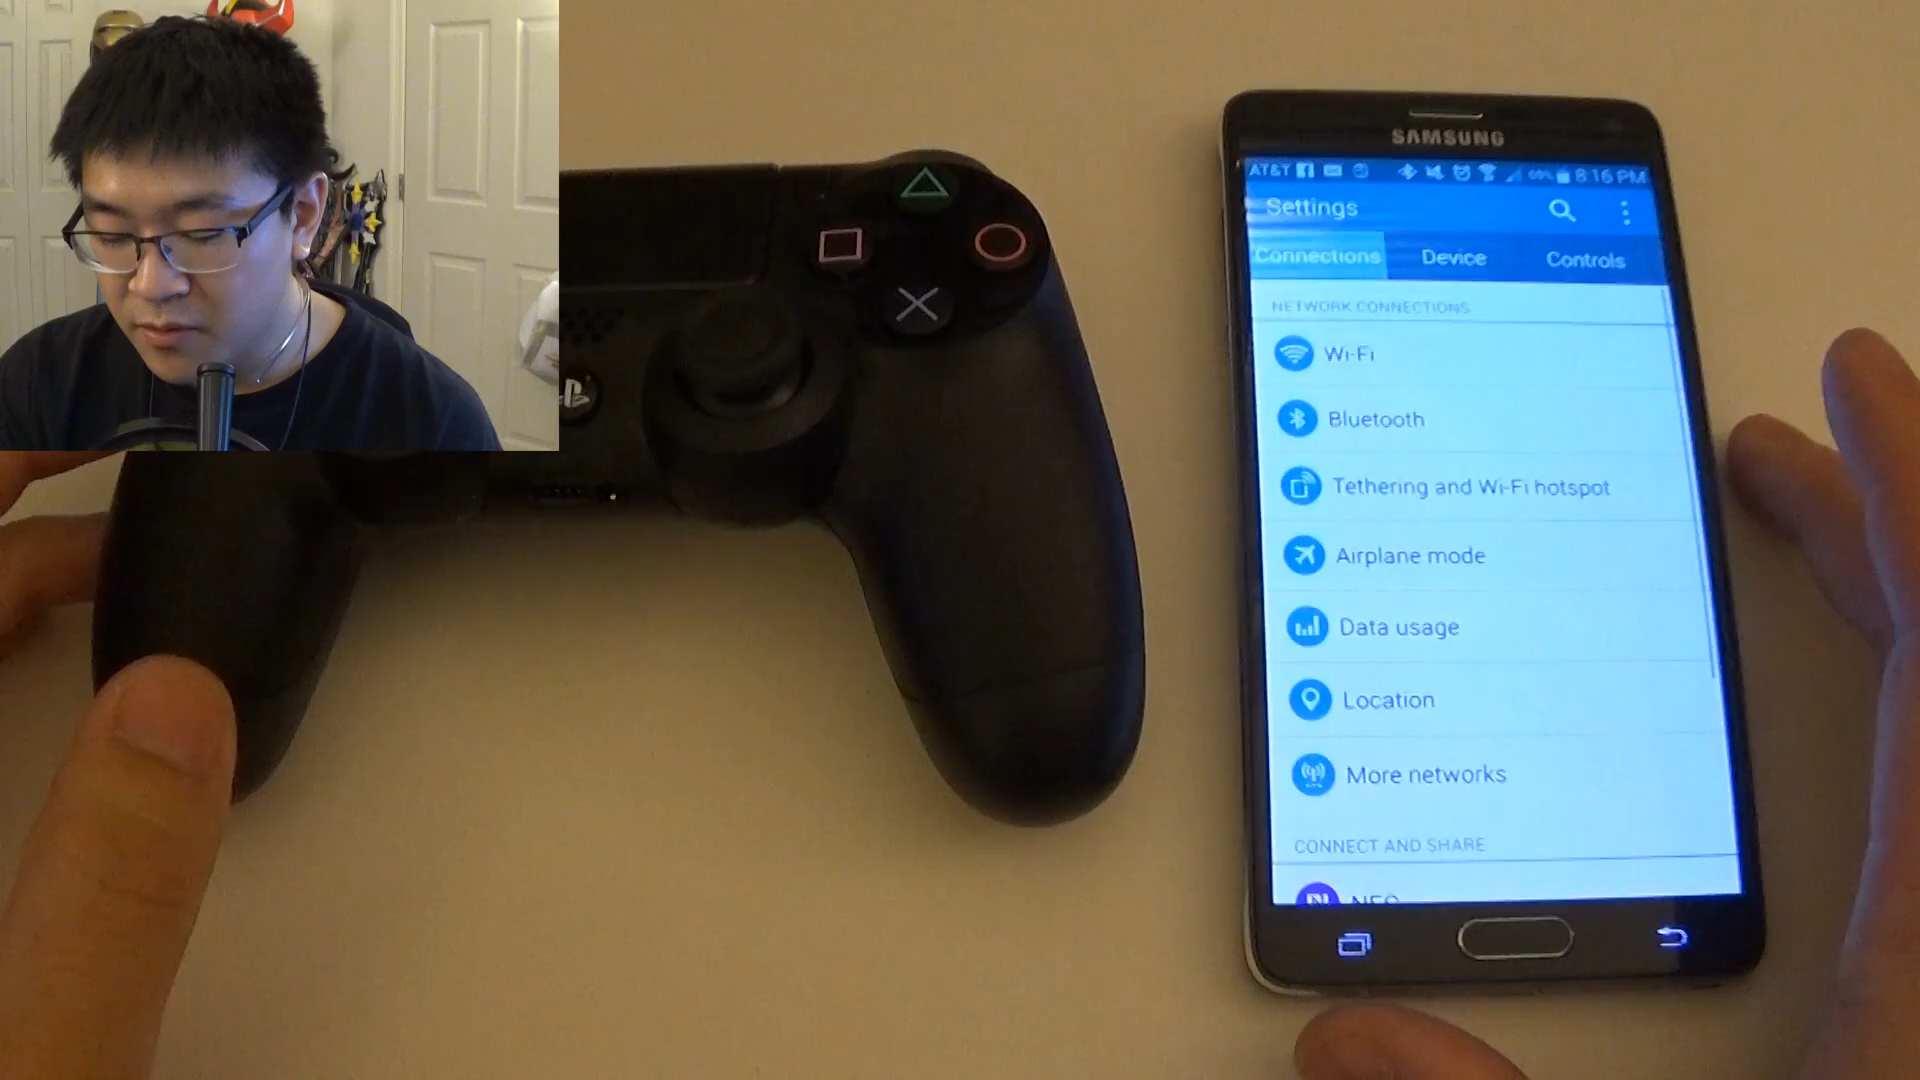 SAMSUNG
AT&T 8:16 PM
Settings
Connections Device Controls
NETWORK CONNECTIONS
Wi-Fi
Bluetooth
Tethering and Wi-Fi hotspot
Airplane mode
Data usage
Location
More networks
CONNECT AND SHARE
NFC